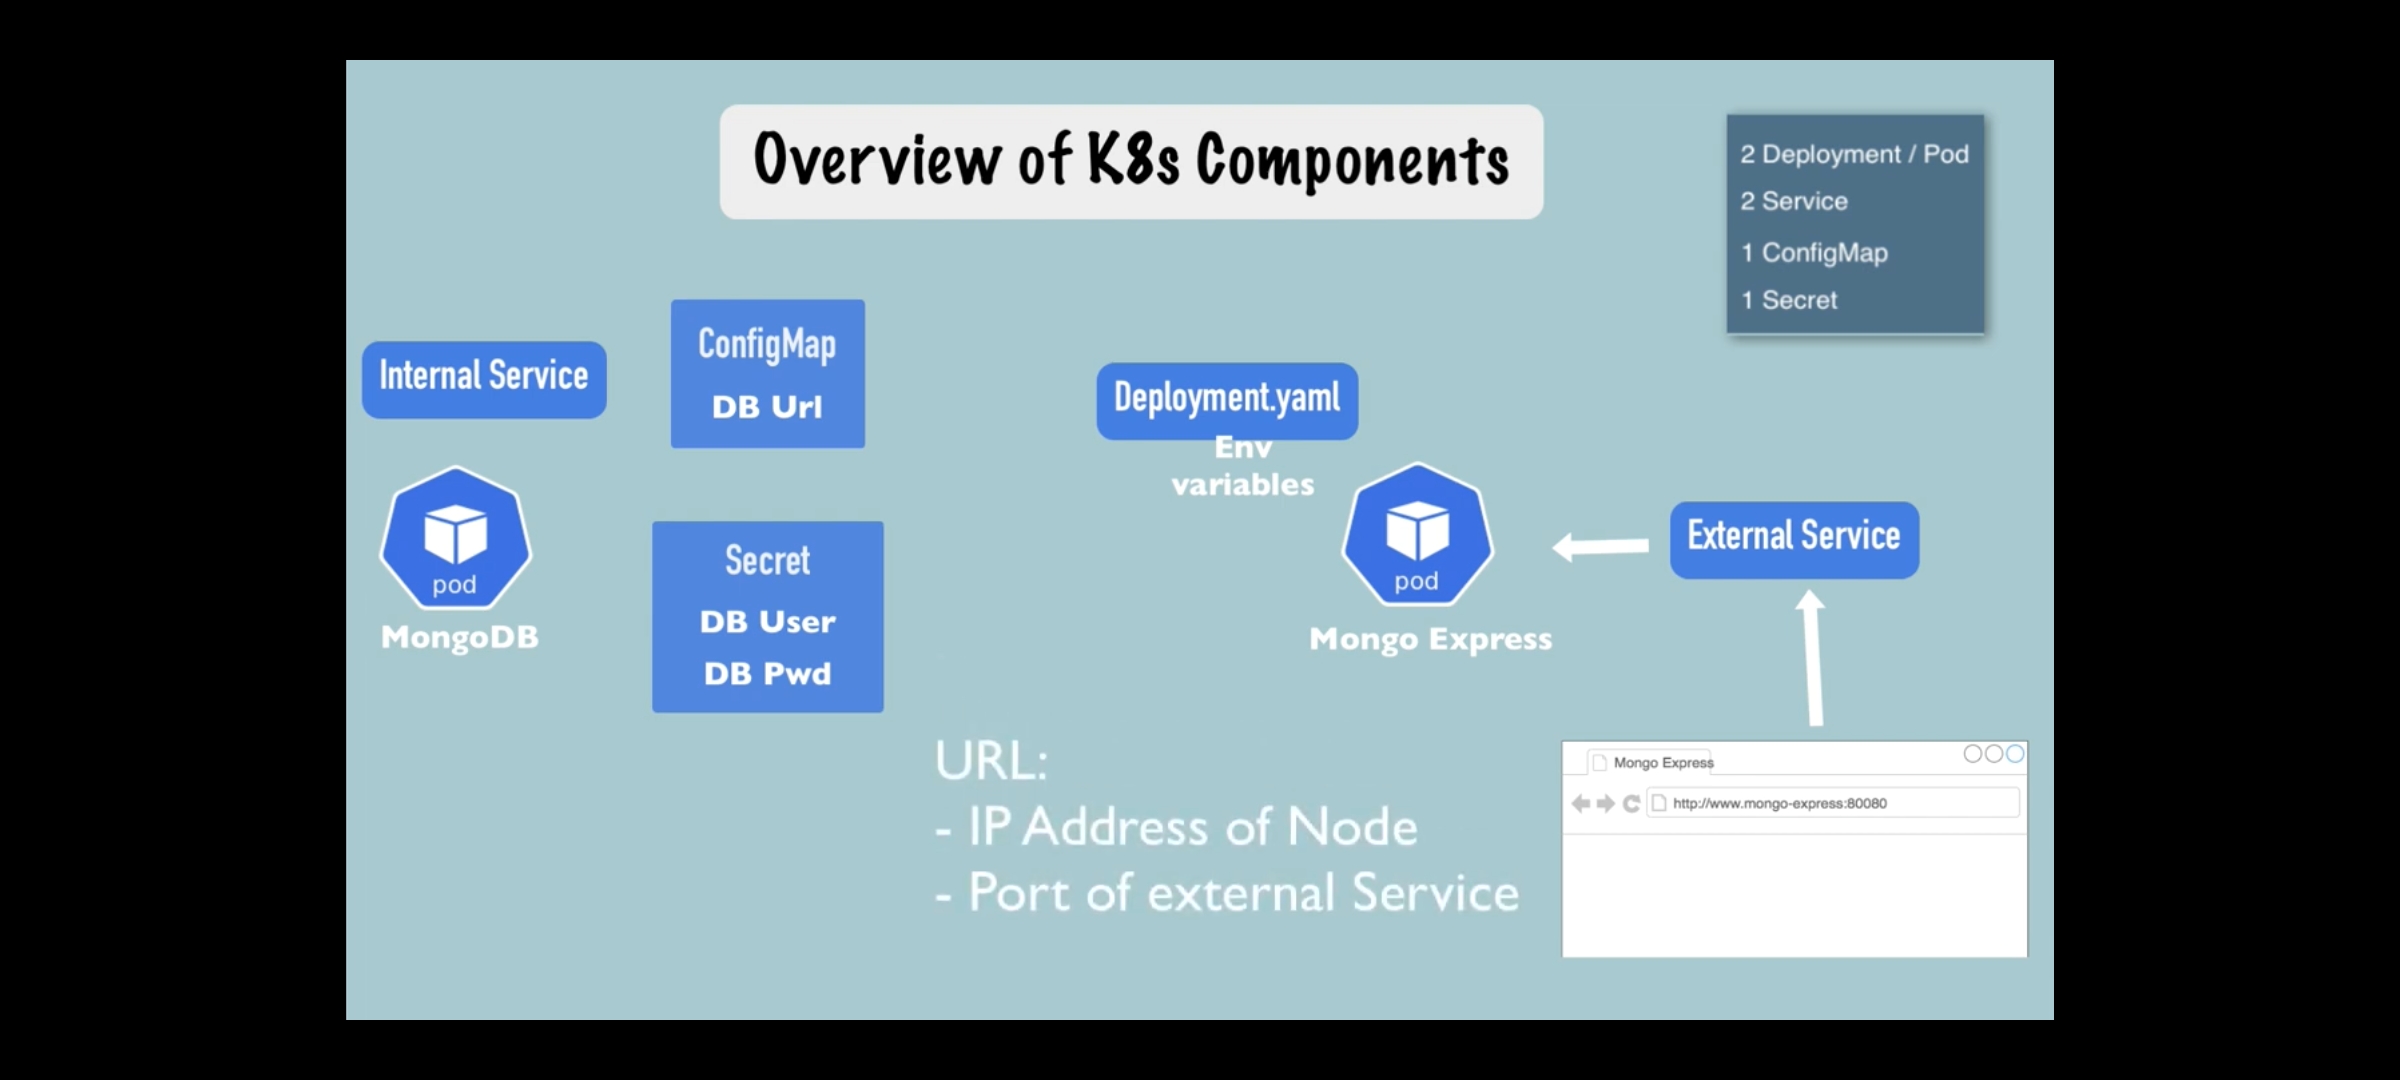 Overview of K8s Components
2 Deployment / Pod
2 Service
1 ConfigMap
1 Secret
Internal Service
pod
MongoDB
ConfigMap
DB Url
Secret
DB User
DB Pwd
Deployment.yaml
Env
variables
pod
Mongo Express
External Service
URL:
- IP Address of Node
- Port of external Service
Mongo Express
http://www.mongo-express:80080